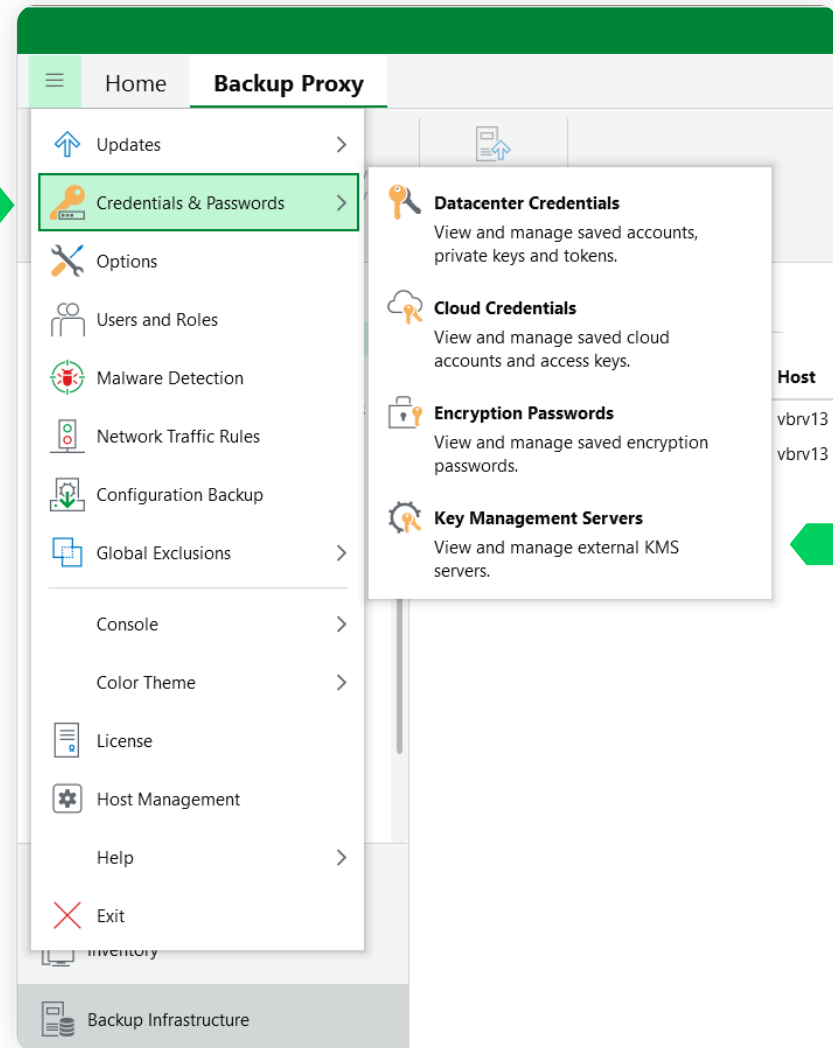 Home
Backup Proxy
Updates
Credentials & Passwords
Options
Users and Roles
Malware Detection
Network Traffic Rules
Configuration Backup
Global Exclusions
Console
Color Theme
License
Host Management
Help
Exit
Datacenter Credentials
View and manage saved accounts,
private keys and tokens.
Cloud Credentials
View and manage saved cloud
accounts and access keys.
Encryption Passwords
View and manage saved encryption
passwords.
Key Management Servers
View and manage external KMS
servers.
Host
vbrv13
vbrv13
Inventory
Backup Infrastructure